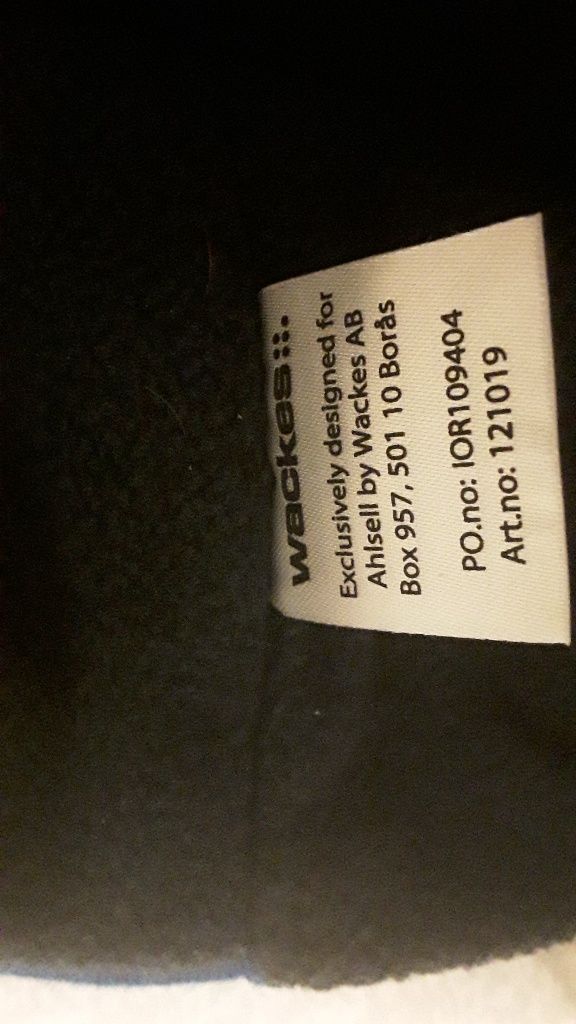 wackes
Exclusively designed for
Ahlsell by Wackes AB
Box 957, 501 10 Borås
PO.no: IOR109404
Art.no: 121019